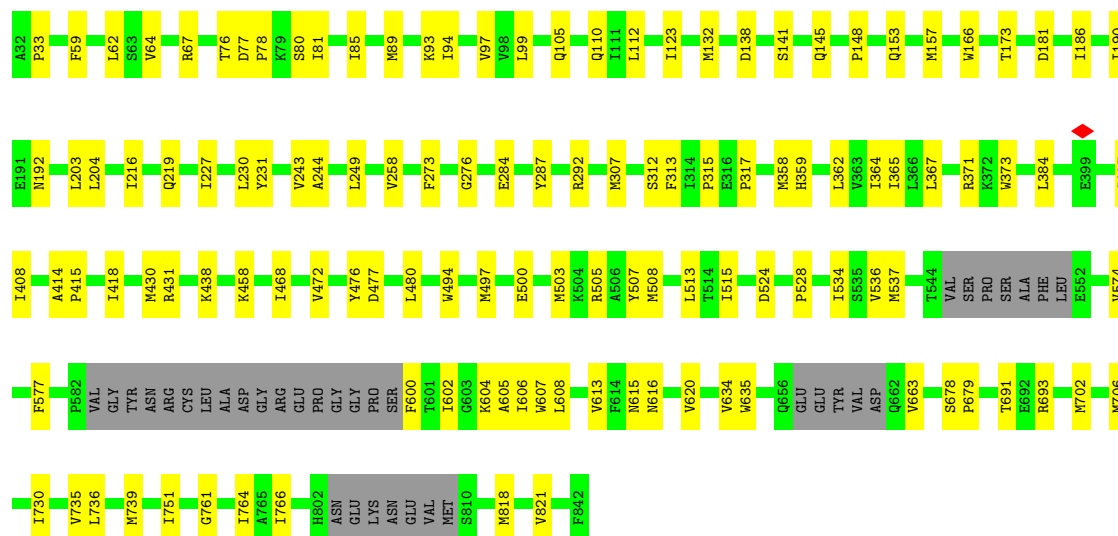 A32 P33 F59 L62 S63 V64 R67 T76 D77 P78 K79 S80 I81 I85 M89 K93 I94 V97 V98 L99 Q105 Q110 I111 L112 I123 M132 D138 S141 Q145 P148 Q153 M157 W166 T173 D181 I186 I190
E191 N192 L203 L204 I216 Q219 I227 L230 Y231 V243 A244 L249 V258 F273 G276 E284 Y287 R292 M307 S312 F313 I314 P315 E316 P317 M358 H359 L362 V363 I364 I365 L366 L367 R371 K372 W373 L384 E399
I408 A414 P415 I418 M430 R431 K438 K458 I468 V472 Y476 D477 L480 W494 M497 E500 M503 K504 R505 A506 Y507 M508 L513 T514 I515 D524 P528 I534 S535 V536 M537 T544 VAL SER PRO SER ALA PHE LEU E552
F577 P582 VAL GLY TYR ASN ARG CYS LEU ALA ASP GLY ARG GLU PRO GLY GLY PRO SER F600 T601 I602 G603 K604 A605 I606 W607 L608 V613 F614 N615 N616 V620 V634 W635 Q656 GLU GLU TYR VAL ASP Q662 V663 S678 P679 T691 E692 R693 M702
I730 V735 L736 M739 I751 G761 I764 A765 I766 H802 ASN GLU LYS ASN GLU VAL MET S810 M818 V821 F842